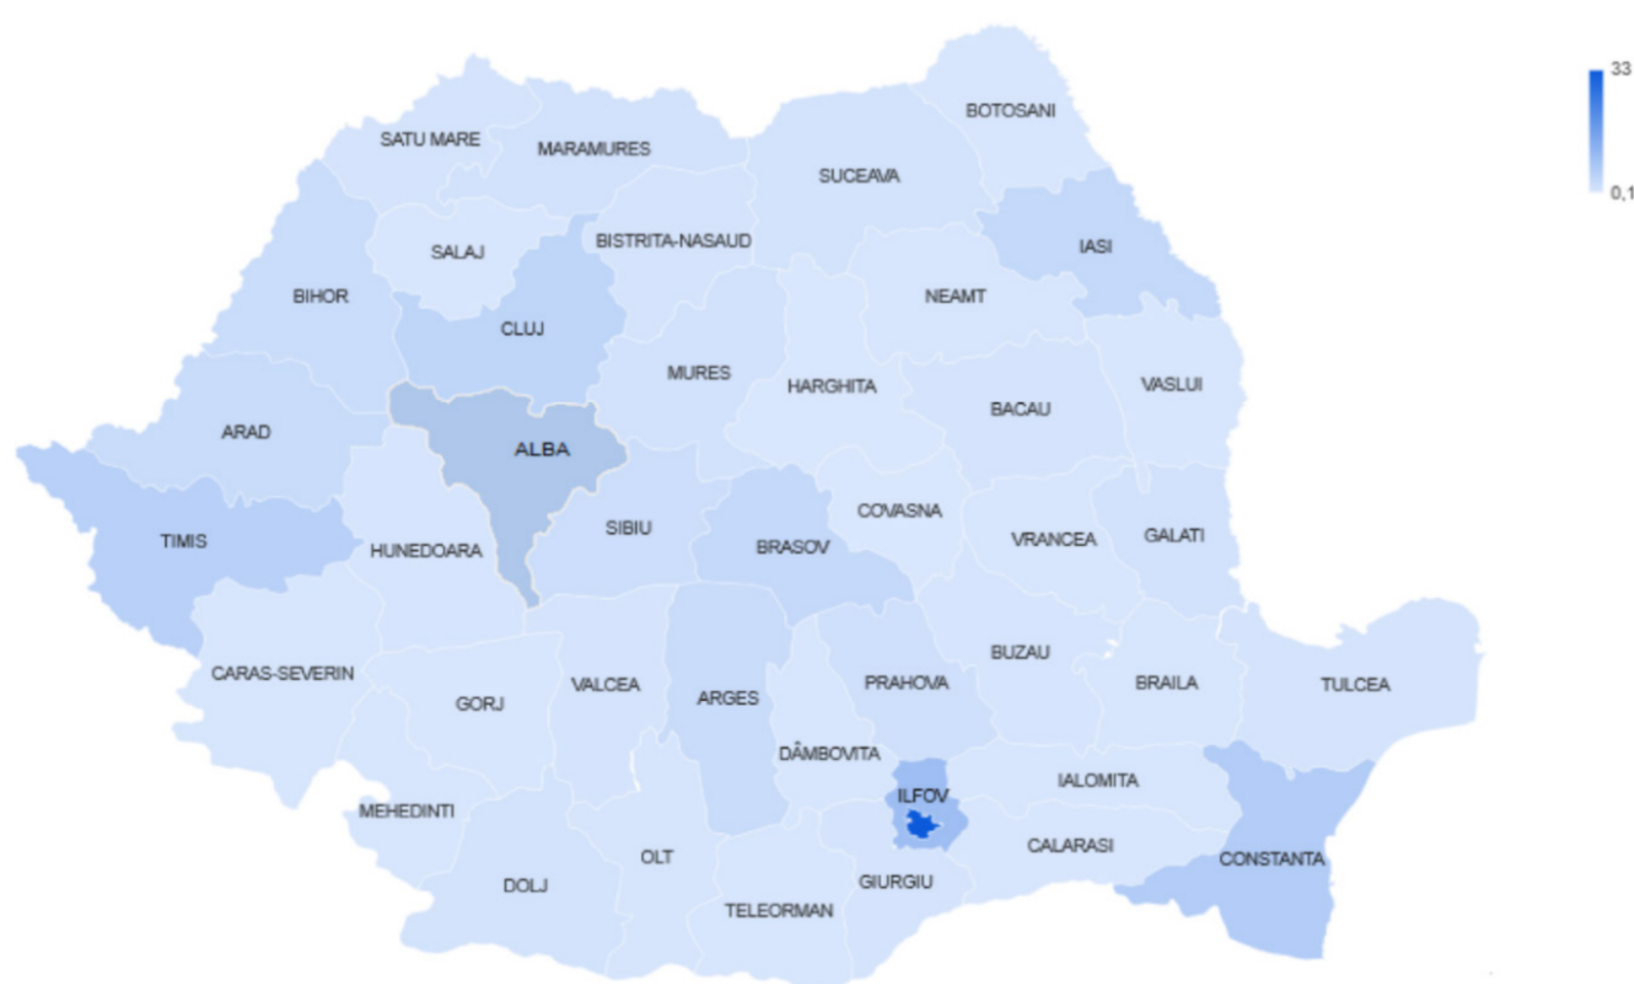 33
0,1
BOTOSANI
SATU MARE
MARAMURES
SUCEAVA
SALAJ
BISTRITA-NASAUD
IASI
BIHOR
NEAMT
CLUJ
MURES
HARGHITA
VASLUI
BACAU
ARAD
ALBA
COVASNA
SIBIU
GALATI
TIMIS
HUNEDOARA
BRASOV
VRANCEA
BUZAU
CARAS-SEVERIN
VALCEA
PRAHOVA
BRAILA
TULCEA
GORJ
ARGES
DÂMBOVITA
IALOMITA
ILFOV
MEHEDINTI
CALARASI
OLT
CONSTANTA
DOLJ
GIURGIU
TELEORMAN